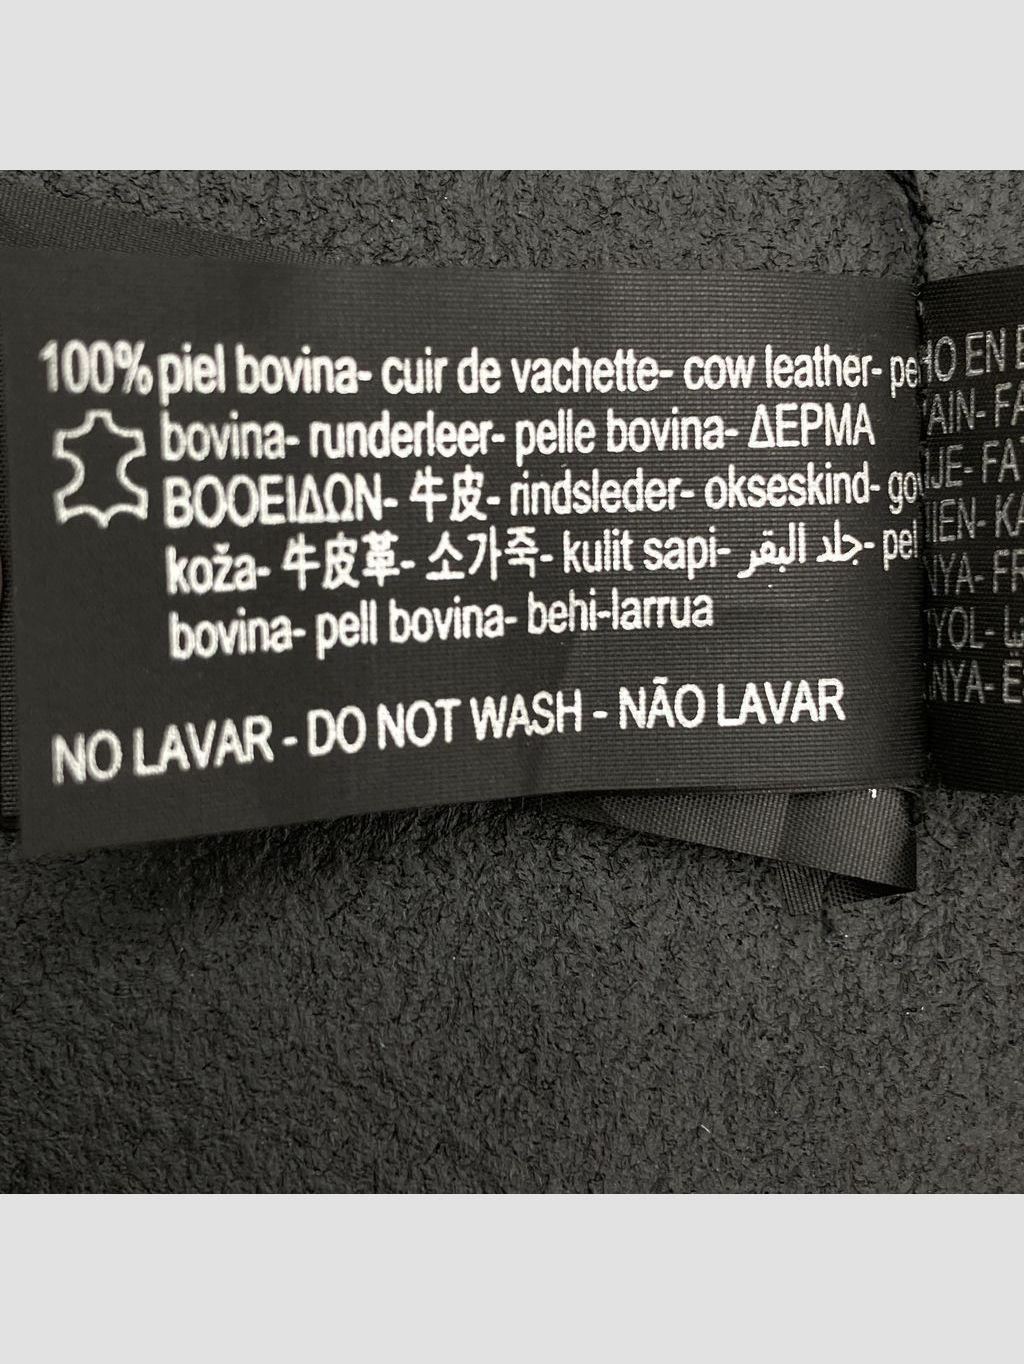 100% piel bovina- cuir de vachette- cow leather-
bovina- runderleer- pelle bovina- ΔΕΡΜΑ
ΒΟΟΕΙΔΩΝ- 牛皮- rindsleder- okseskind-
koža- 牛皮革- 소가죽- kulit sapi- جلد البقر-
bovina- pell bovina- behi-larrua
NO LAVAR - DO NOT WASH - NÃO LAVAR
EN